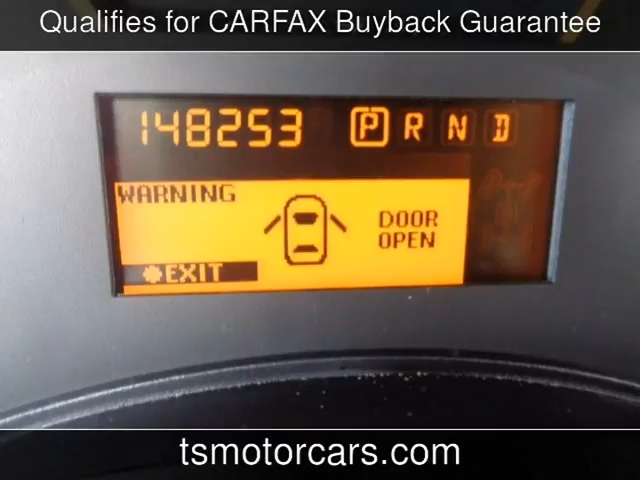 Qualifies for CARFAX Buyback Guarantee
148253 P R N D
WARNING
DOOR
OPEN
✽EXIT
tsmotorcars.com